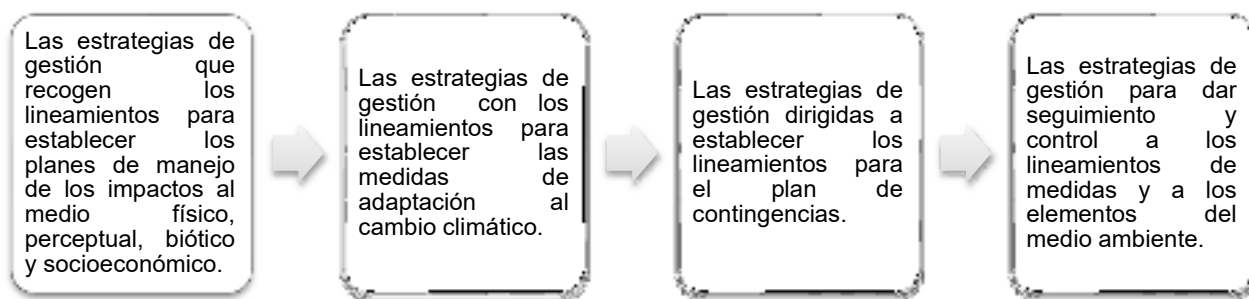 Las estrategias de
gestión que
recogen los
lineamientos para
establecer los
planes de manejo
de los impactos al
medio físico,
perceptual, biótico
y socioeconómico.
Las estrategias de
gestión con los
lineamientos para
establecer las
medidas de
adaptación al
cambio climático.
Las estrategias de
gestión dirigidas a
establecer los
lineamientos para
el plan de
contingencias.
Las estrategias de
gestión para dar
seguimiento y
control a los
lineamientos de
medidas y a los
elementos del
medio ambiente.